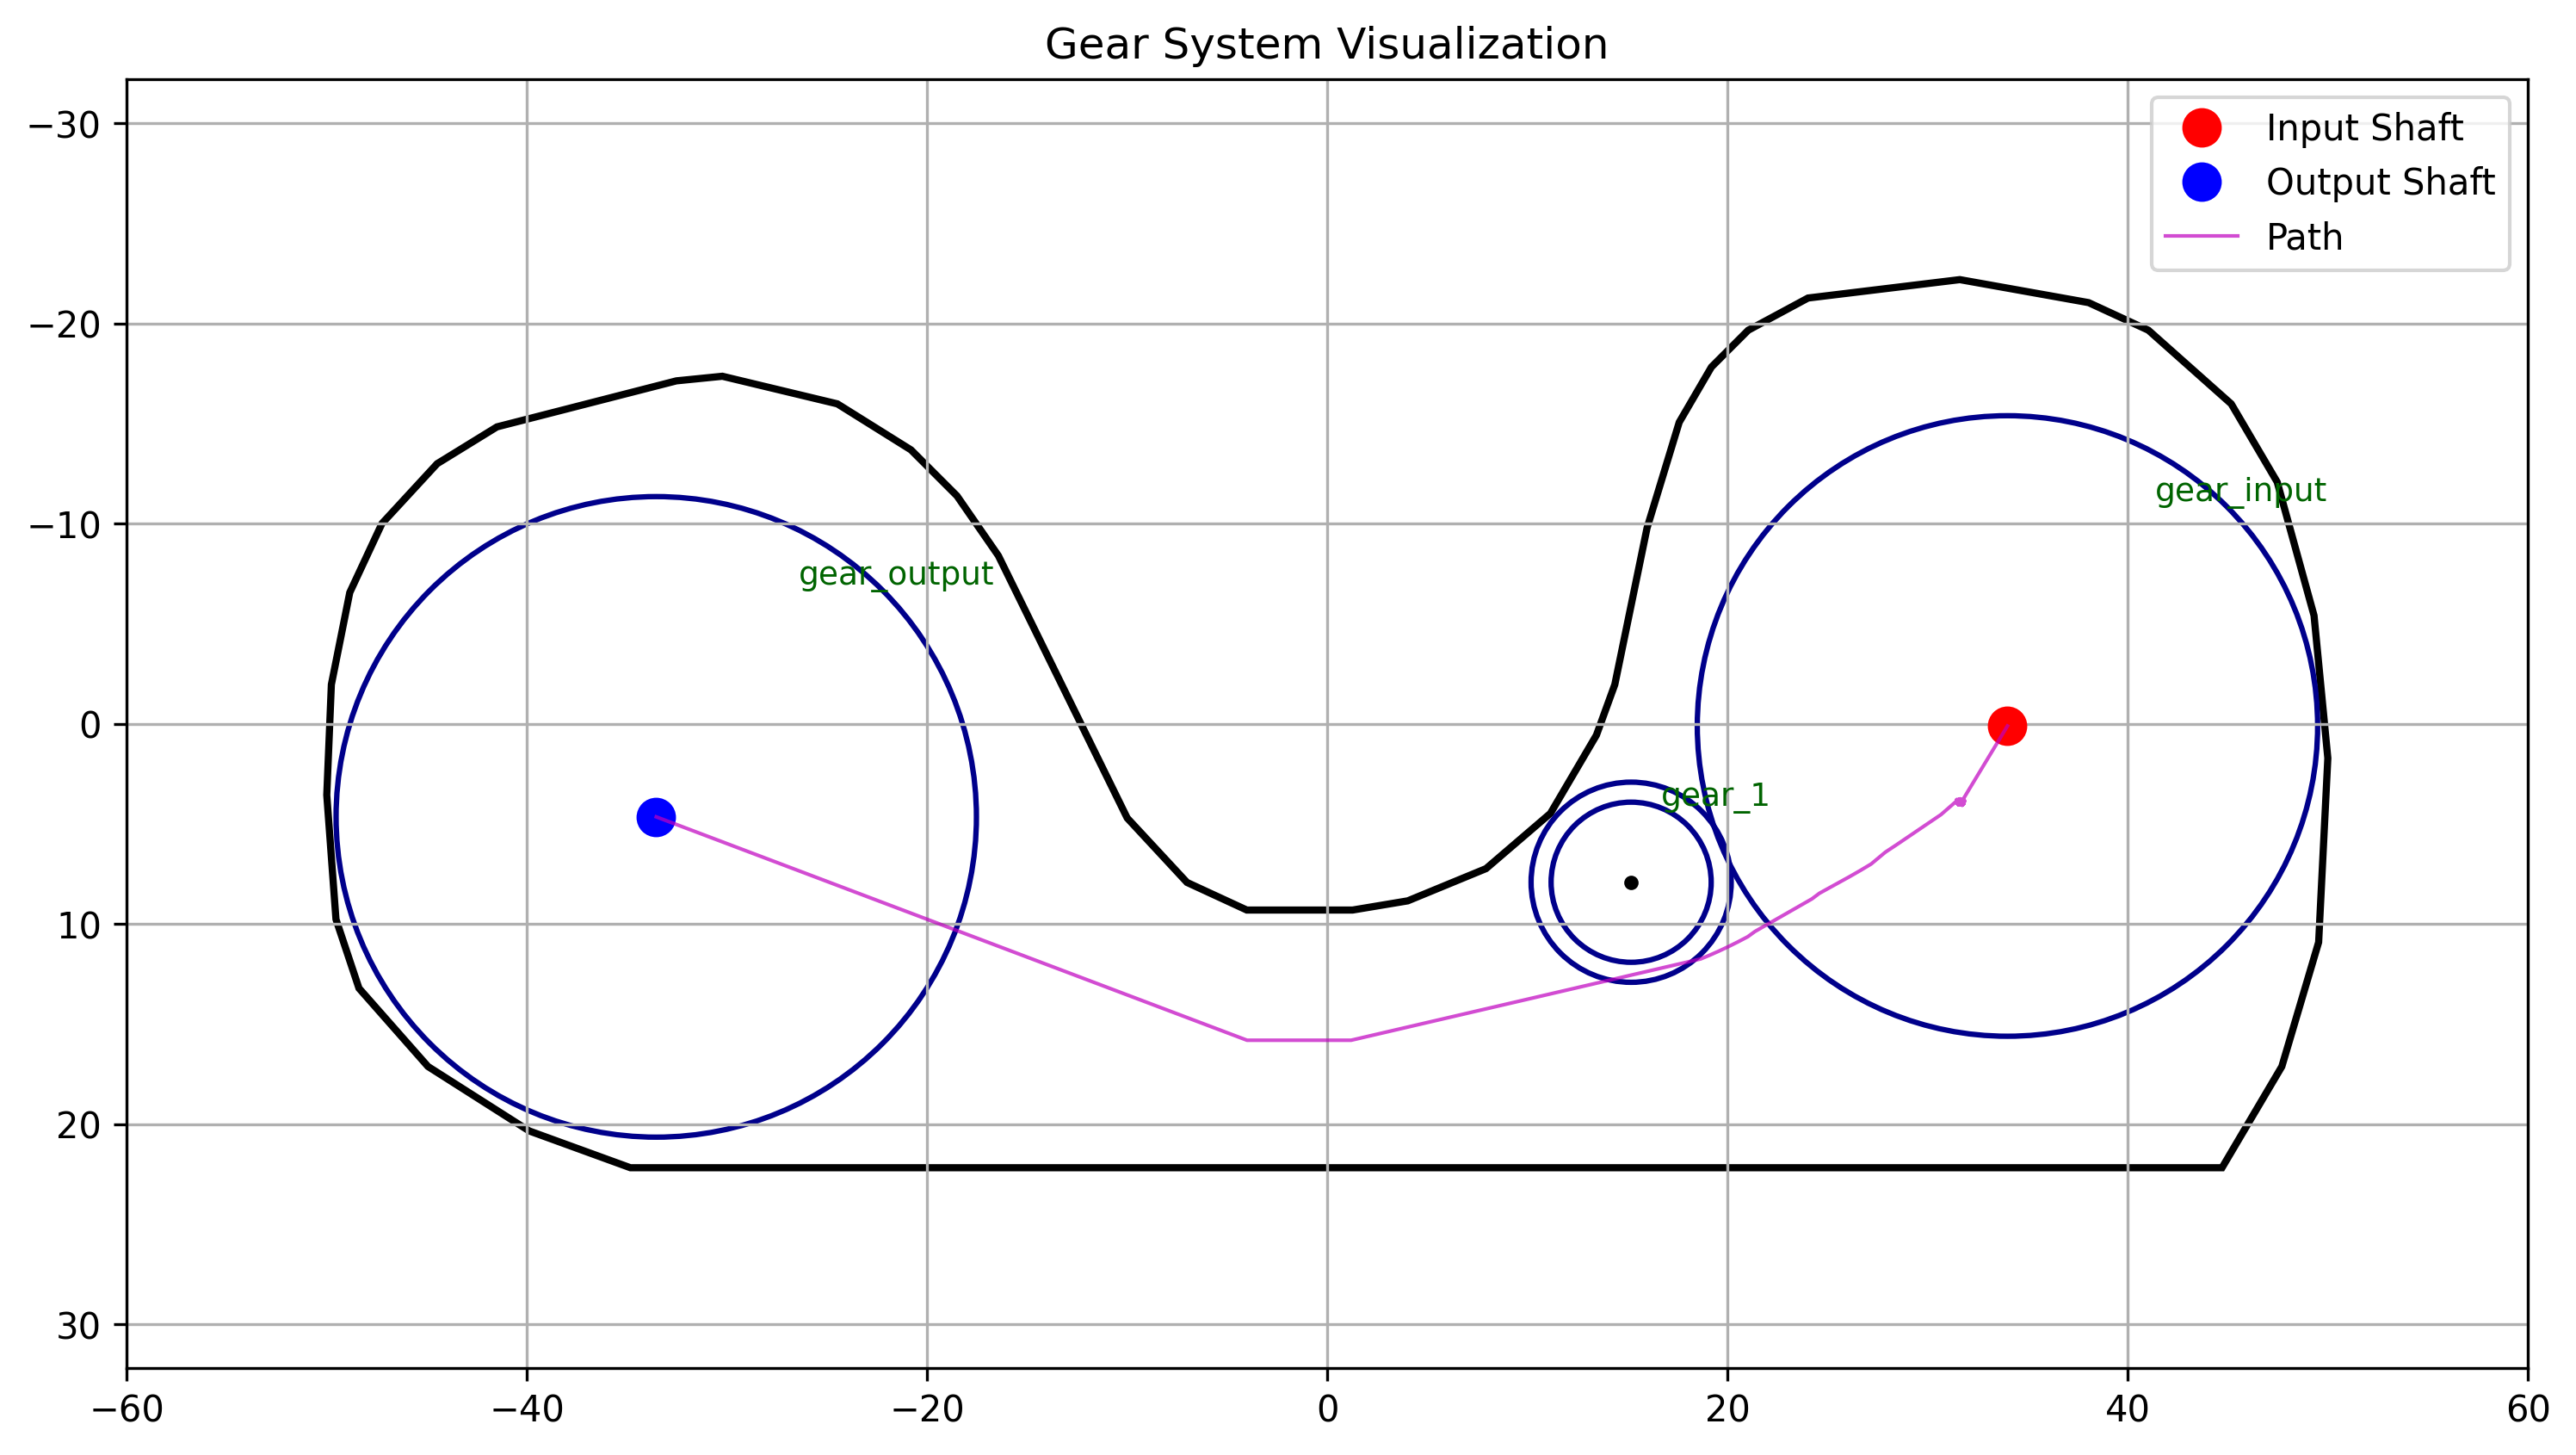 Gear System Visualization
Input Shaft
Output Shaft
Path
gear_input
gear_output
gear_1
−30
−20
−10
0
10
20
30
−60
−40
−20
0
20
40
60